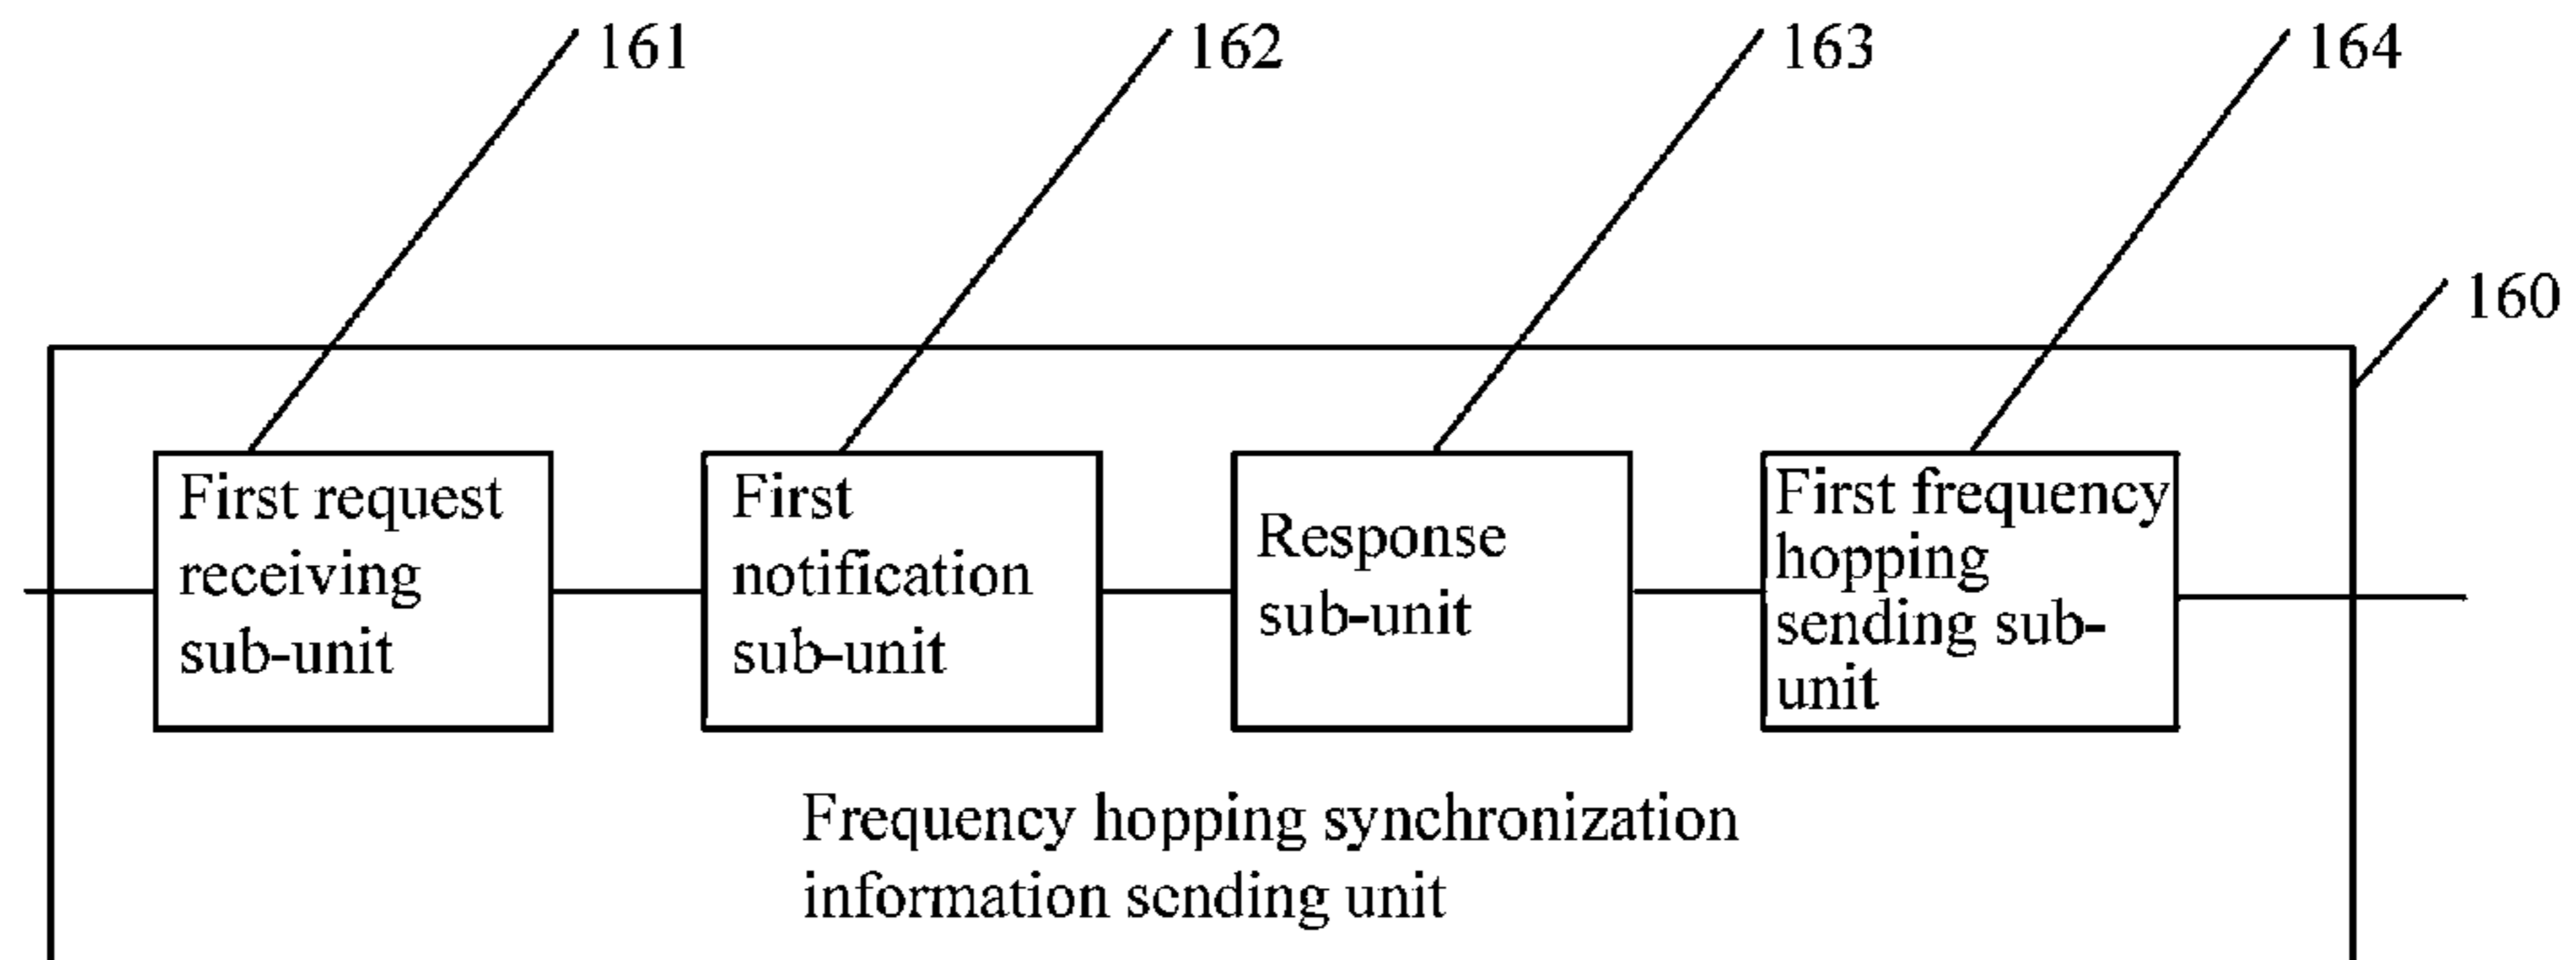 161
162
163
164
160
First request
receiving
sub-unit
First
notification
sub-unit
Response
sub-unit
First frequency
hopping
sending sub-
unit
Frequency hopping synchronization
information sending unit